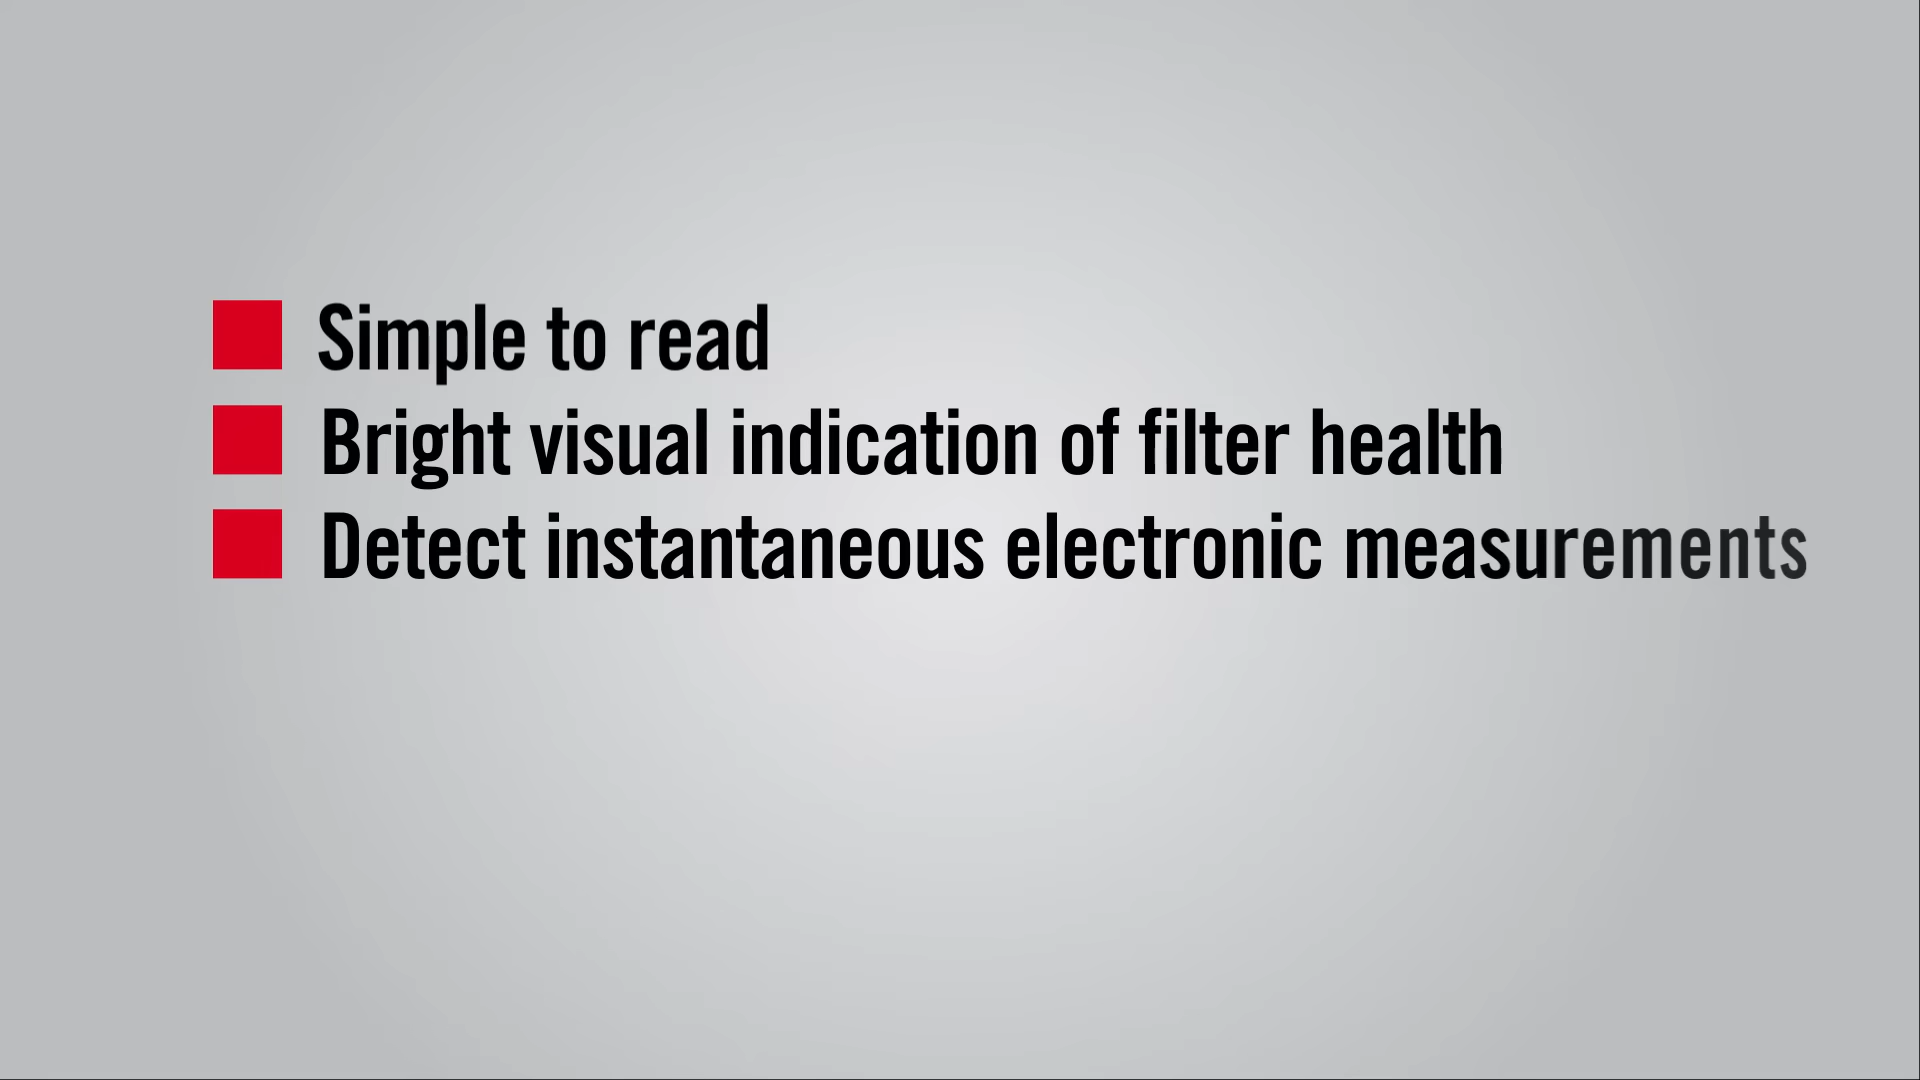 Simple to read
Bright visual indication of filter health
Detect instantaneous electronic measurements